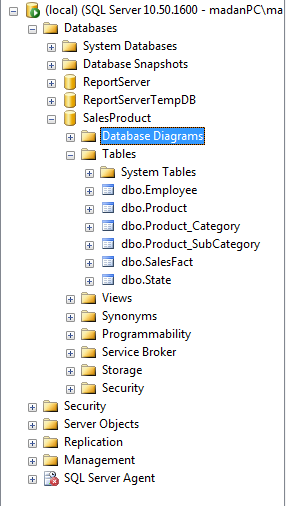 (local) (SQL Server 10.50.1600 - madanPC\ma
Databases
System Databases
Database Snapshots
ReportServer
ReportServerTempDB
SalesProduct
Database Diagrams
Tables
System Tables
dbo.Employee
dbo.Product
dbo.Product_Category
dbo.Product_SubCategory
dbo.SalesFact
dbo.State
Views
Synonyms
Programmability
Service Broker
Storage
Security
Security
Server Objects
Replication
Management
SQL Server Agent